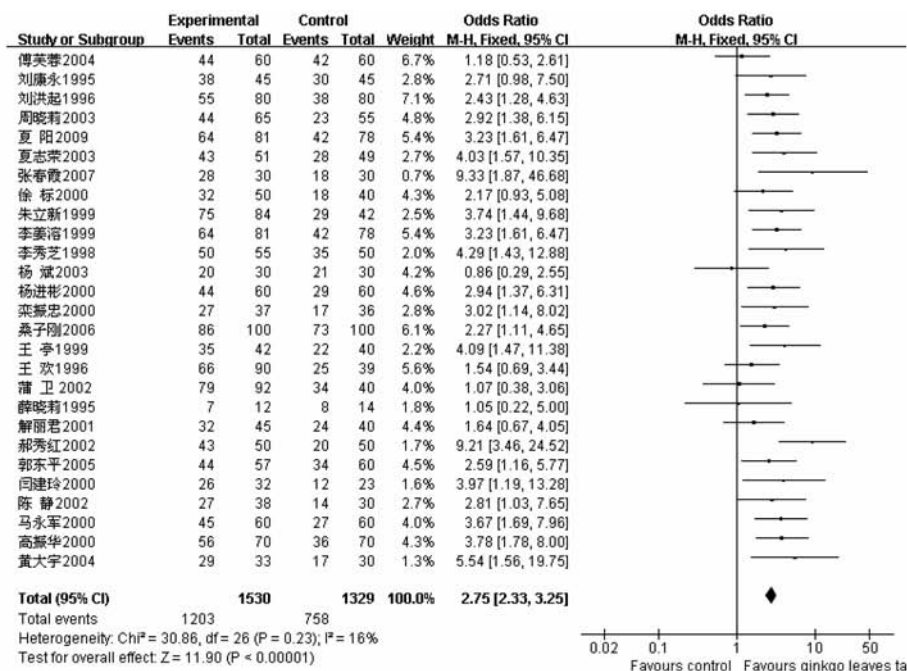 Experimental Control Odds Ratio Odds Ratio
Study or Subgroup Events Total Events Total Weight M-H, Fixed, 95% CI M-H, Fixed, 95% CI
傅芙蓉2004 44 60 42 60 6.7% 1.18 [0.53, 2.61]
刘廉永1995 38 45 30 45 2.8% 2.71 [0.98, 7.50]
刘洪起1996 55 80 38 80 7.1% 2.43 [1.28, 4.63]
周晓莉2003 44 65 23 55 4.8% 2.92 [1.38, 6.15]
夏 阳2009 64 81 42 78 5.4% 3.23 [1.61, 6.47]
夏志荣2003 43 51 28 49 2.7% 4.03 [1.57, 10.35]
张春霞2007 28 30 18 30 0.7% 9.33 [1.87, 46.68]
徐 标2000 32 50 18 40 4.2% 2.17 [0.93, 5.08]
朱立新1999 75 84 29 42 2.5% 3.74 [1.44, 9.68]
李姜溶1999 64 81 42 78 5.4% 3.23 [1.61, 6.47]
李秀芝1998 50 55 35 50 2.0% 4.29 [1.43, 12.88]
杨 斌2003 20 30 21 30 4.2% 0.86 [0.29, 2.55]
杨进彬2000 44 60 29 60 4.6% 2.94 [1.37, 6.31]
栾振忠2000 27 37 17 36 2.8% 3.02 [1.14, 8.02]
桑子刚2006 86 100 73 100 6.1% 2.27 [1.11, 4.65]
王 亭1999 35 42 22 40 2.2% 4.09 [1.47, 11.38]
王 欢1996 66 90 25 39 5.6% 1.54 [0.69, 3.44]
蒲 卫2002 79 92 34 40 4.0% 1.07 [0.38, 3.06]
薛晓莉1995 7 12 8 14 1.8% 1.05 [0.22, 5.00]
解丽君2001 32 45 24 40 4.3% 1.64 [0.67, 4.05]
郝秀红2002 43 50 20 50 1.7% 9.21 [3.46, 24.52]
郭东平2005 44 57 34 60 4.5% 2.59 [1.16, 5.77]
闫建玲2000 26 32 12 23 1.6% 3.97 [1.19, 13.28]
陈 静2002 27 38 14 30 2.8% 2.81 [1.03, 7.65]
马永军2000 45 60 27 60 4.0% 3.67 [1.69, 7.96]
高振华2000 56 70 36 70 4.3% 3.78 [1.78, 8.00]
黄大宇2004 29 33 17 30 1.3% 5.54 [1.56, 19.75]
Total (95% CI) 1530 1329 100.0% 2.75 [2.33, 3.25]
Total events 1203 758
Heterogeneity: Chi² = 30.86, df = 26 (P = 0.23); I² = 16%
Test for overall effect: Z = 11.90 (P < 0.00001)
0.02 0.1 1 10 50
Favours control Favours ginkgo leaves ta